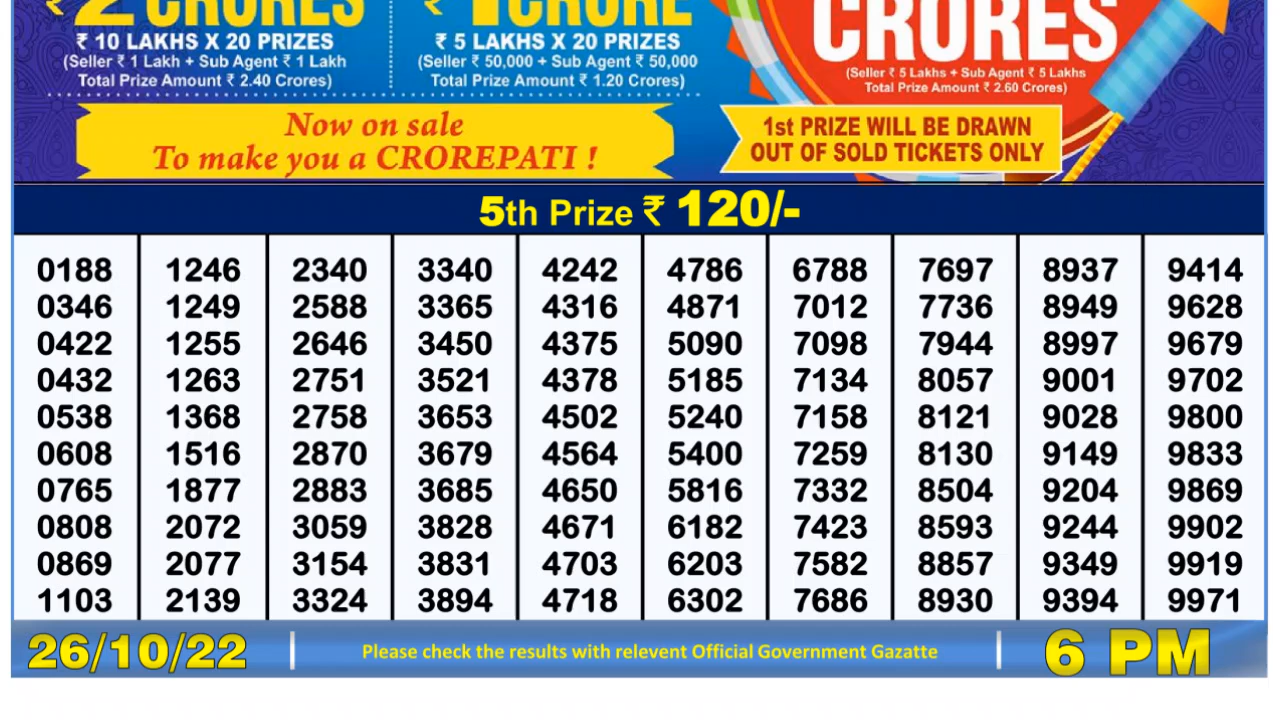 ₹ 2 CRORES
₹ 10 LAKHS X 20 PRIZES
(Seller ₹ 1 Lakh + Sub Agent ₹ 1 Lakh
Total Prize Amount ₹ 2.40 Crores)
₹ 1 CRORE
₹ 5 LAKHS X 20 PRIZES
(Seller ₹ 50,000 + Sub Agent ₹ 50,000
Total Prize Amount ₹ 1.20 Crores)
CRORES
(Seller ₹ 5 Lakhs + Sub Agent ₹ 5 Lakhs
Total Prize Amount ₹ 2.60 Crores)
Now on sale
To make you a CROREPATI !
1st PRIZE WILL BE DRAWN
OUT OF SOLD TICKETS ONLY
5th Prize ₹ 120/-
0188 1246 2340 3340 4242 4786 6788 7697 8937 9414
0346 1249 2588 3365 4316 4871 7012 7736 8949 9628
0422 1255 2646 3450 4375 5090 7098 7944 8997 9679
0432 1263 2751 3521 4378 5185 7134 8057 9001 9702
0538 1368 2758 3653 4502 5240 7158 8121 9028 9800
0608 1516 2870 3679 4564 5400 7259 8130 9149 9833
0765 1877 2883 3685 4650 5816 7332 8504 9204 9869
0808 2072 3059 3828 4671 6182 7423 8593 9244 9902
0869 2077 3154 3831 4703 6203 7582 8857 9349 9919
1103 2139 3324 3894 4718 6302 7686 8930 9394 9971
26/10/22 | Please check the results with relevent Official Government Gazatte | 6 PM